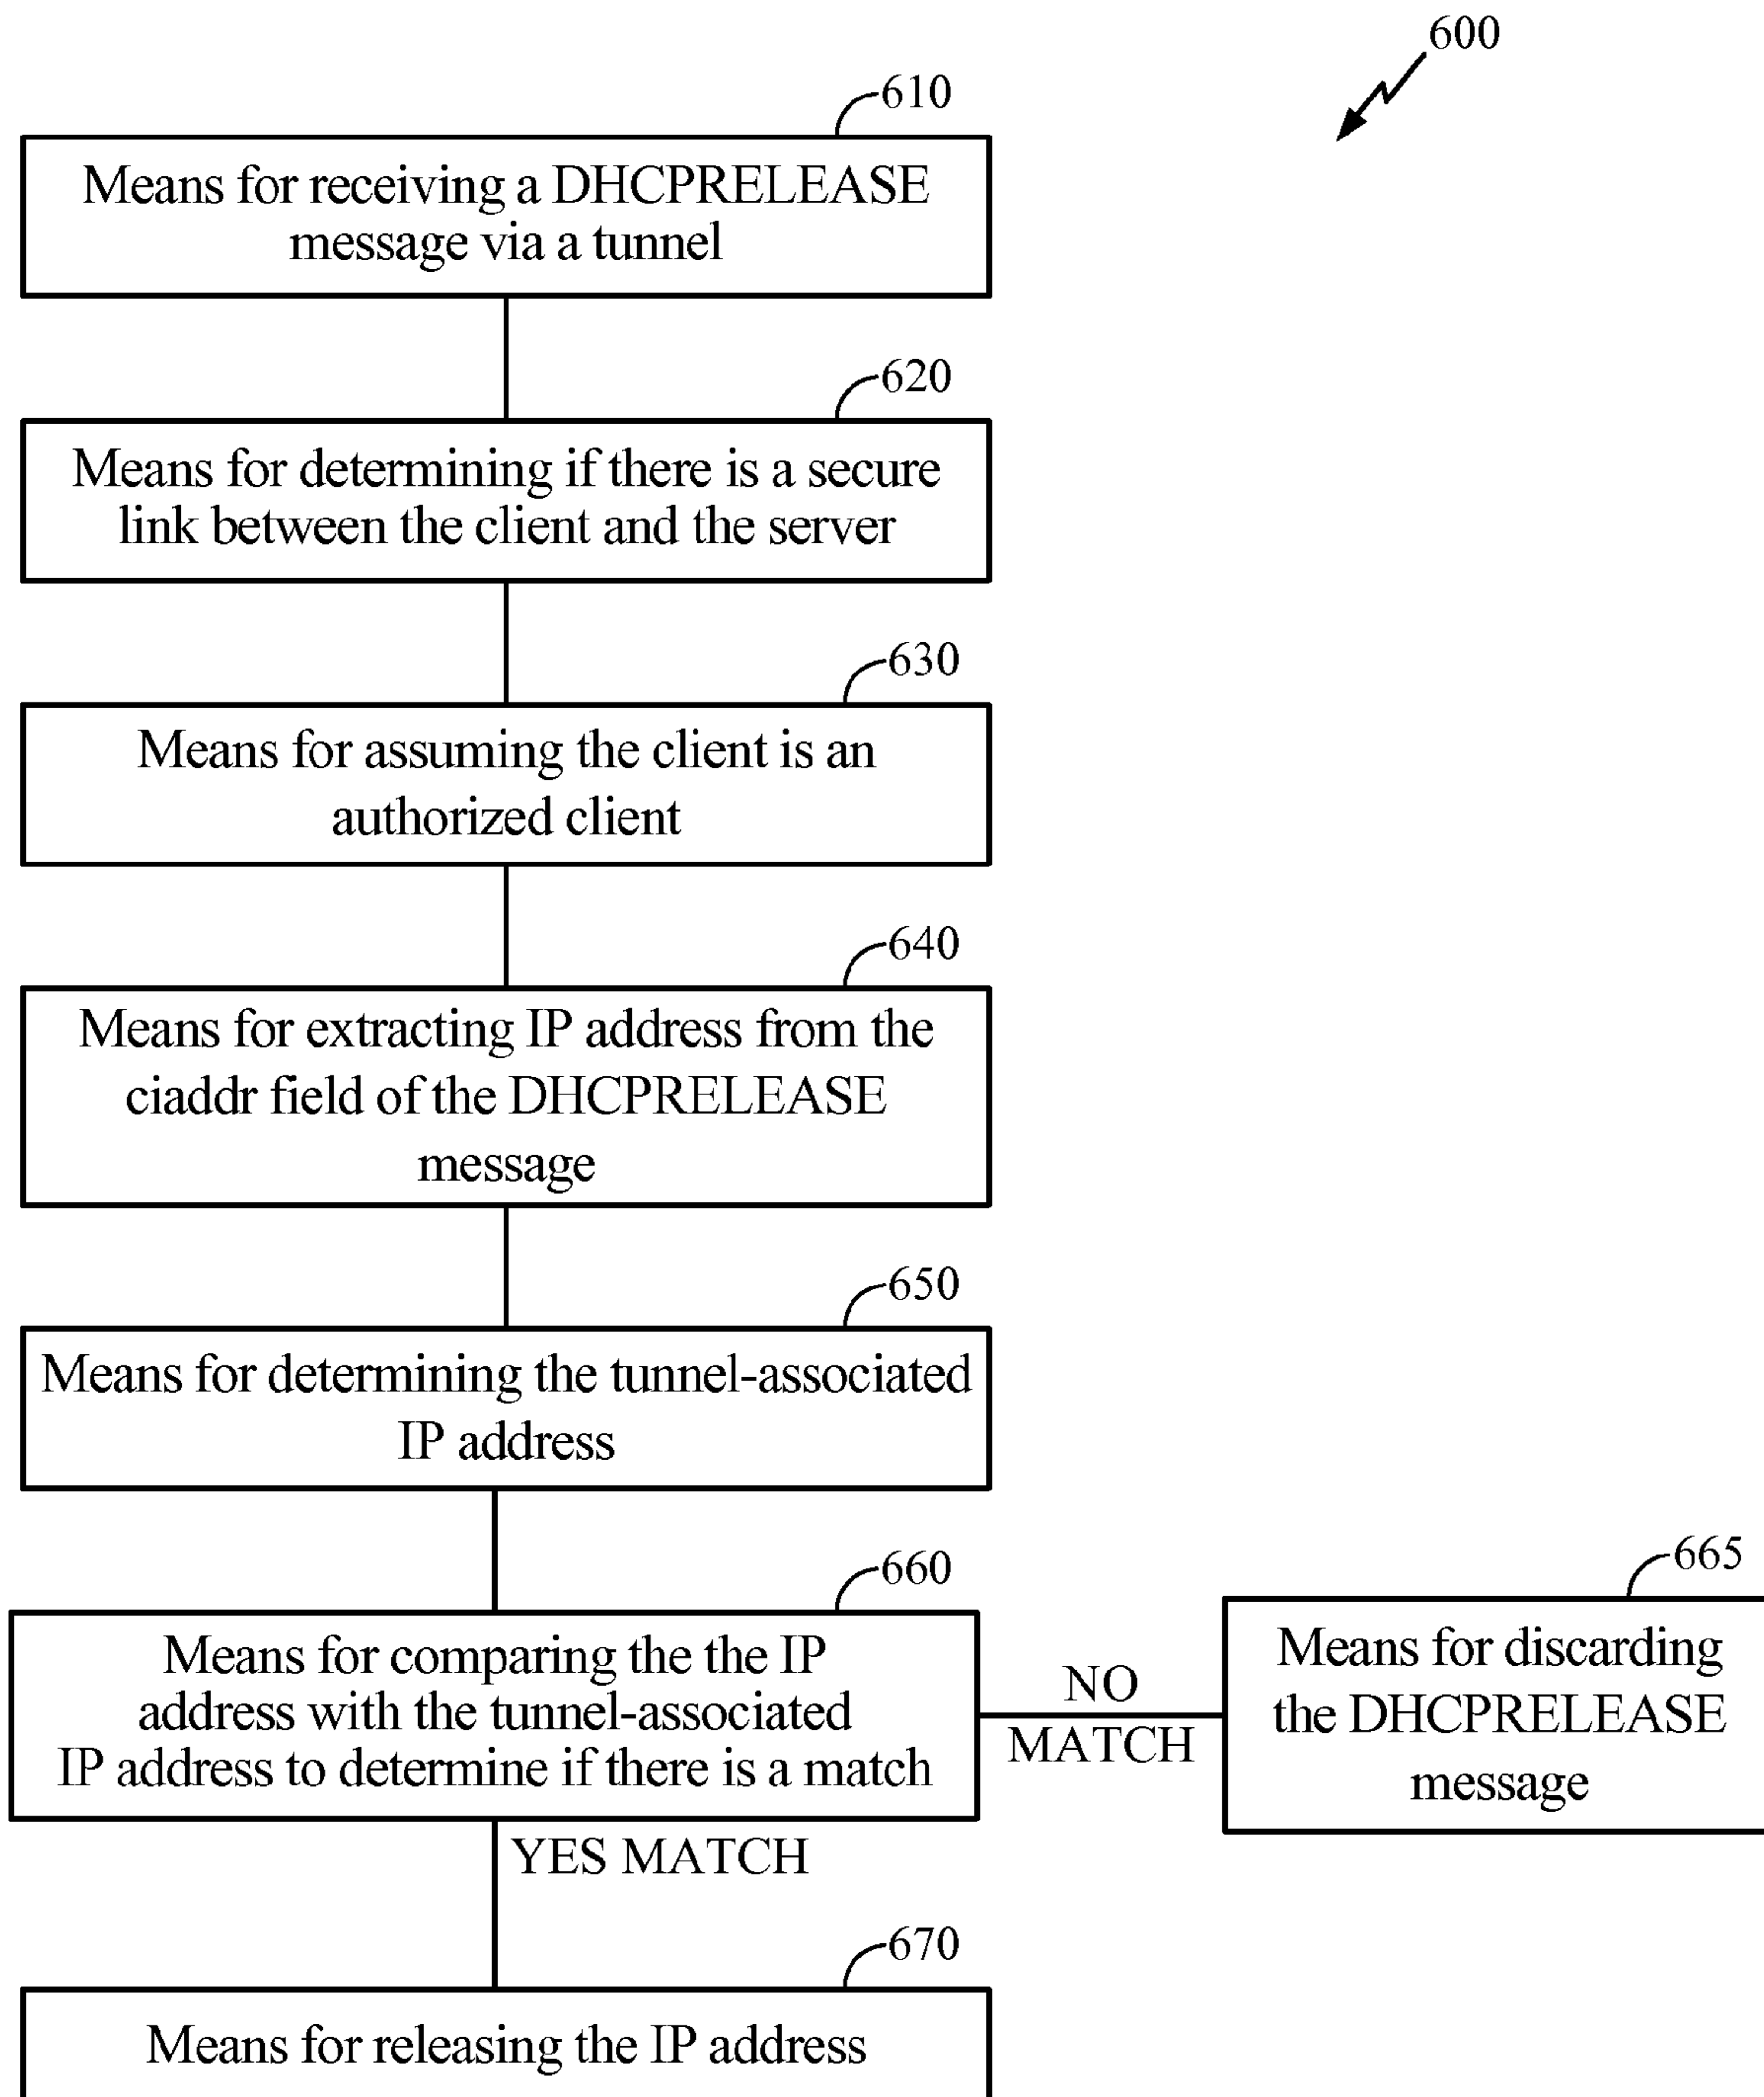 600
610
Means for receiving a DHCPRELEASE
message via a tunnel
620
Means for determining if there is a secure
link between the client and the server
630
Means for assuming the client is an
authorized client
640
Means for extracting IP address from the
ciaddr field of the DHCPRELEASE
message
650
Means for determining the tunnel-associated
IP address
660
Means for comparing the the IP
address with the tunnel-associated
IP address to determine if there is a match
NO
MATCH
665
Means for discarding
the DHCPRELEASE
message
YES MATCH
670
Means for releasing the IP address